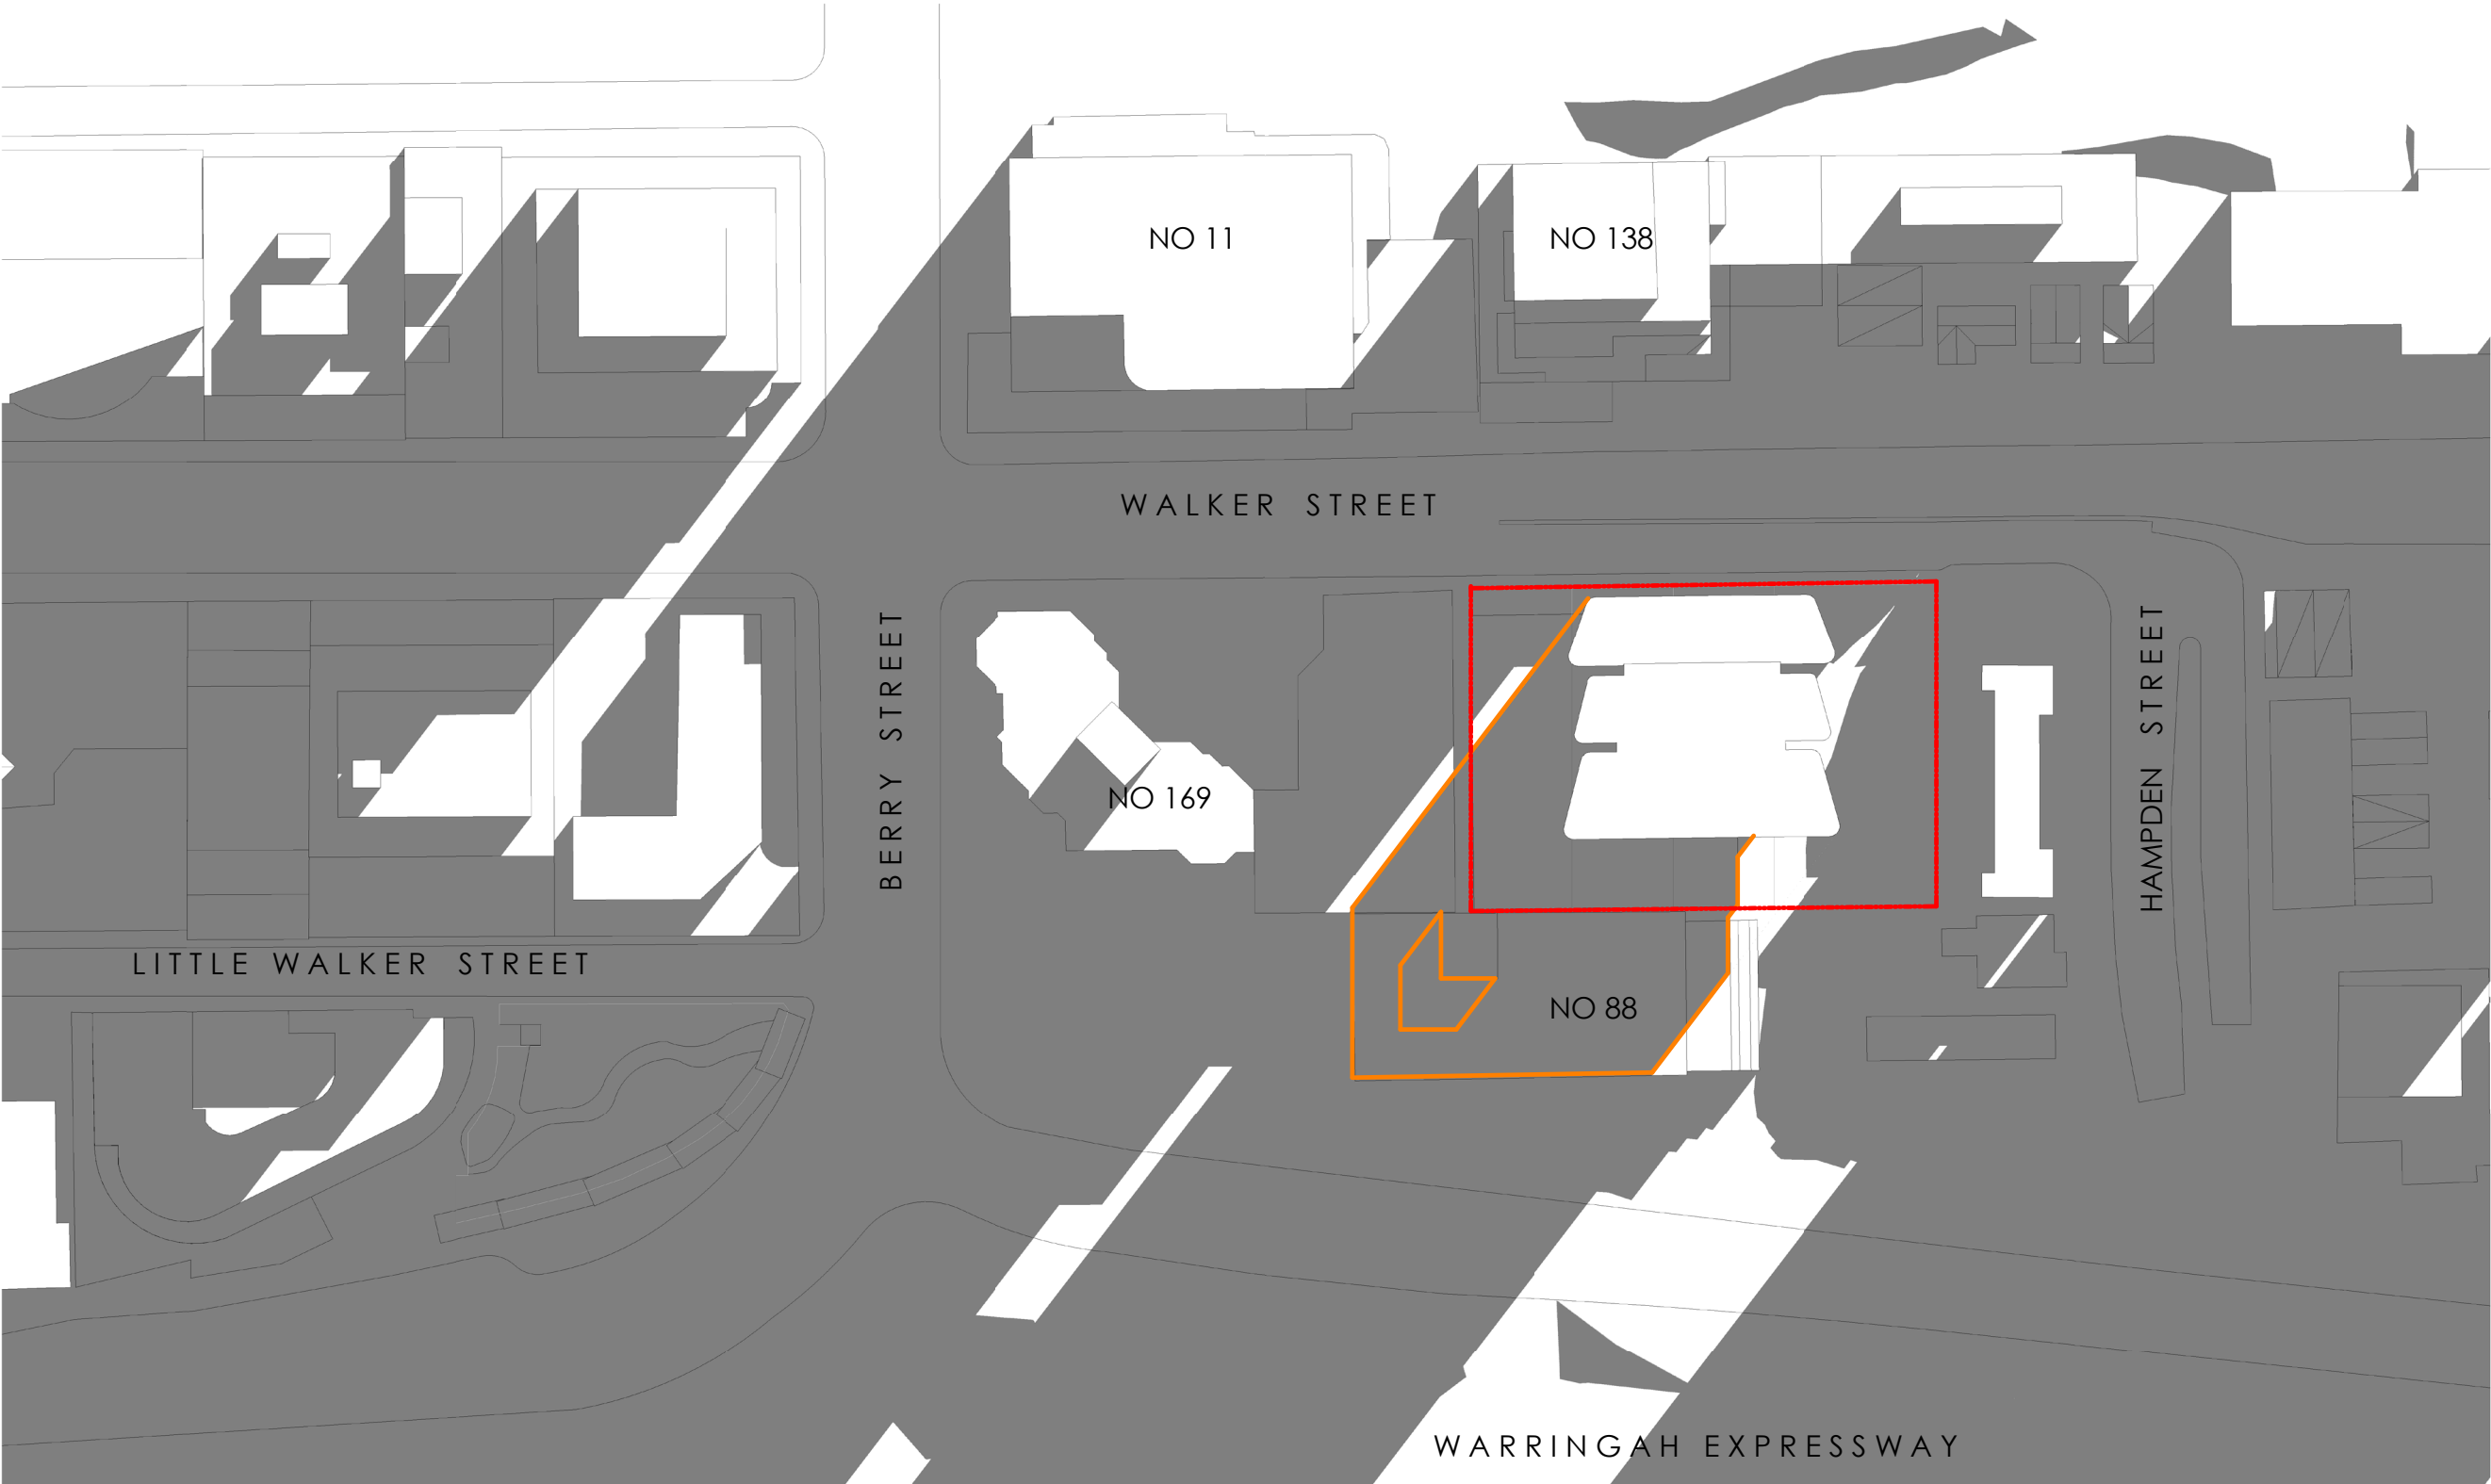 NO 11
NO 138
WALKER STREET
BERRY STREET
HAMPDEN STREET
NO 169
LITTLE WALKER STREET
NO 88
WARRINGAH EXPRESSWAY